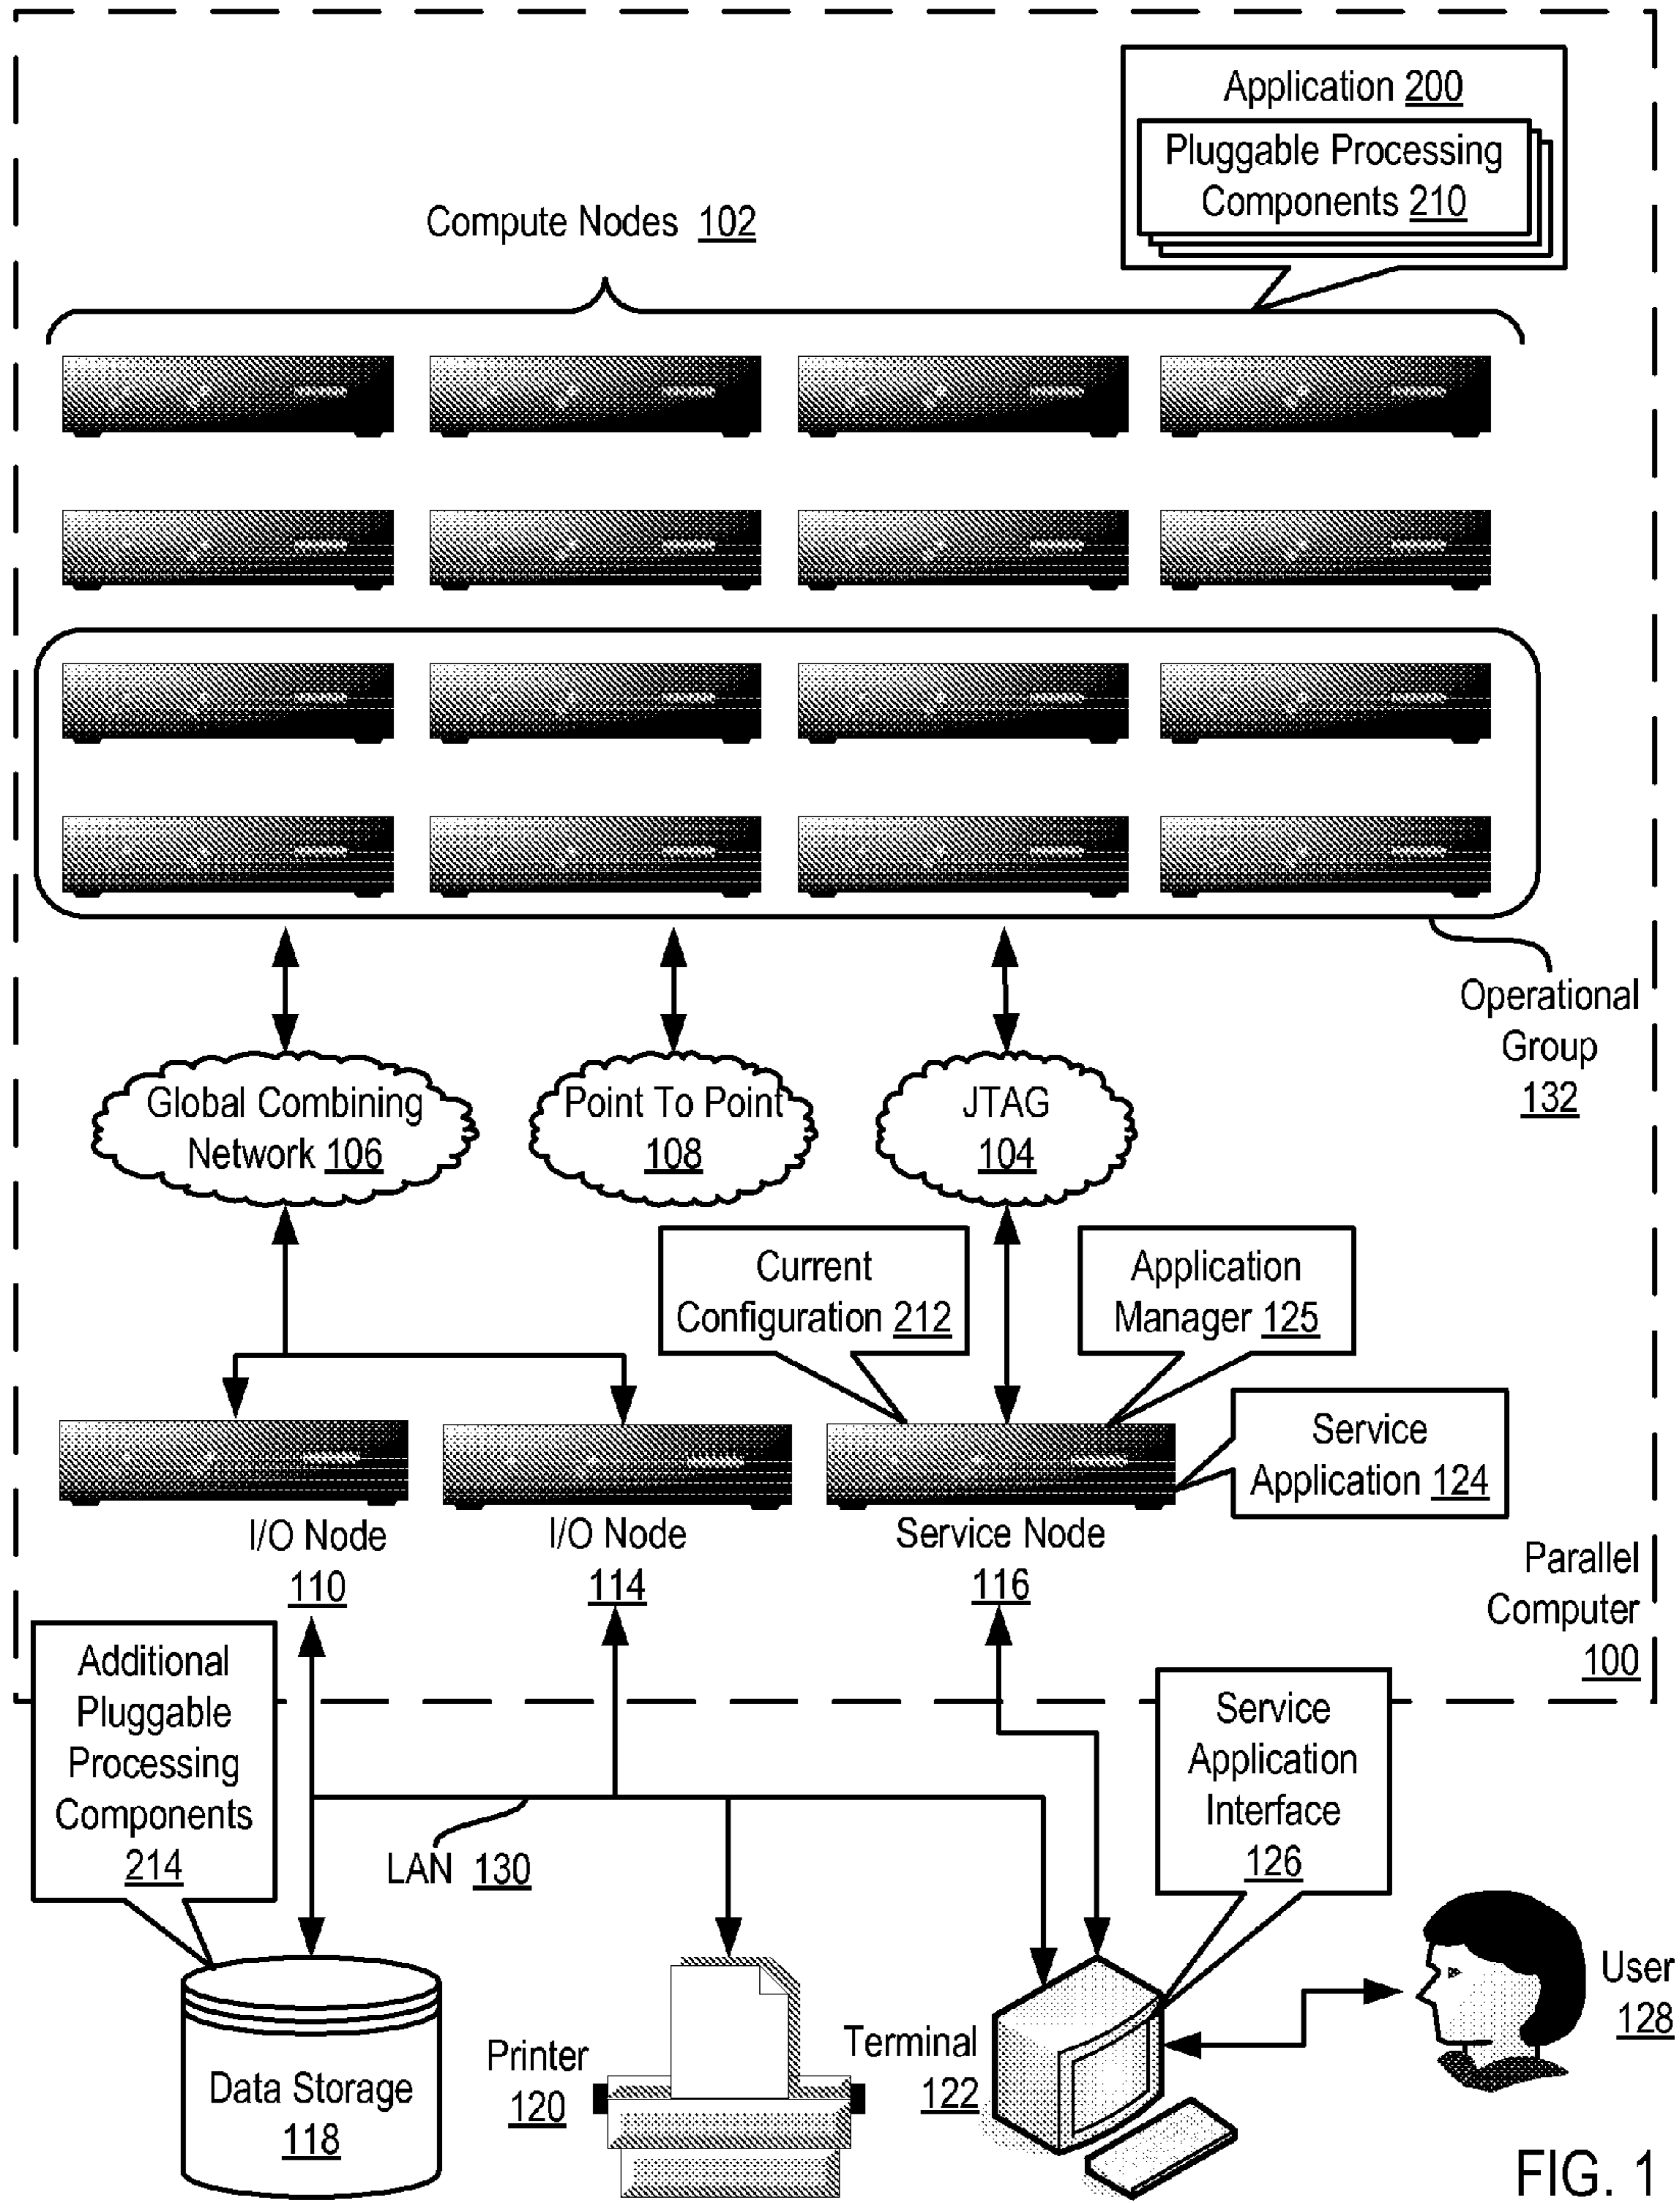 Application 200
Pluggable Processing
Components 210
Compute Nodes 102
Operational
Group
132
Global Combining
Network 106
Point To Point
108
JTAG
104
Current
Configuration 212
Application
Manager 125
Service
Application 124
I/O Node
110
I/O Node
114
Service Node
116
Parallel
Computer
100
Additional
Pluggable
Processing
Components
214
Service
Application
Interface
126
LAN 130
Data Storage
118
Printer
120
Terminal
122
User
128
FIG. 1